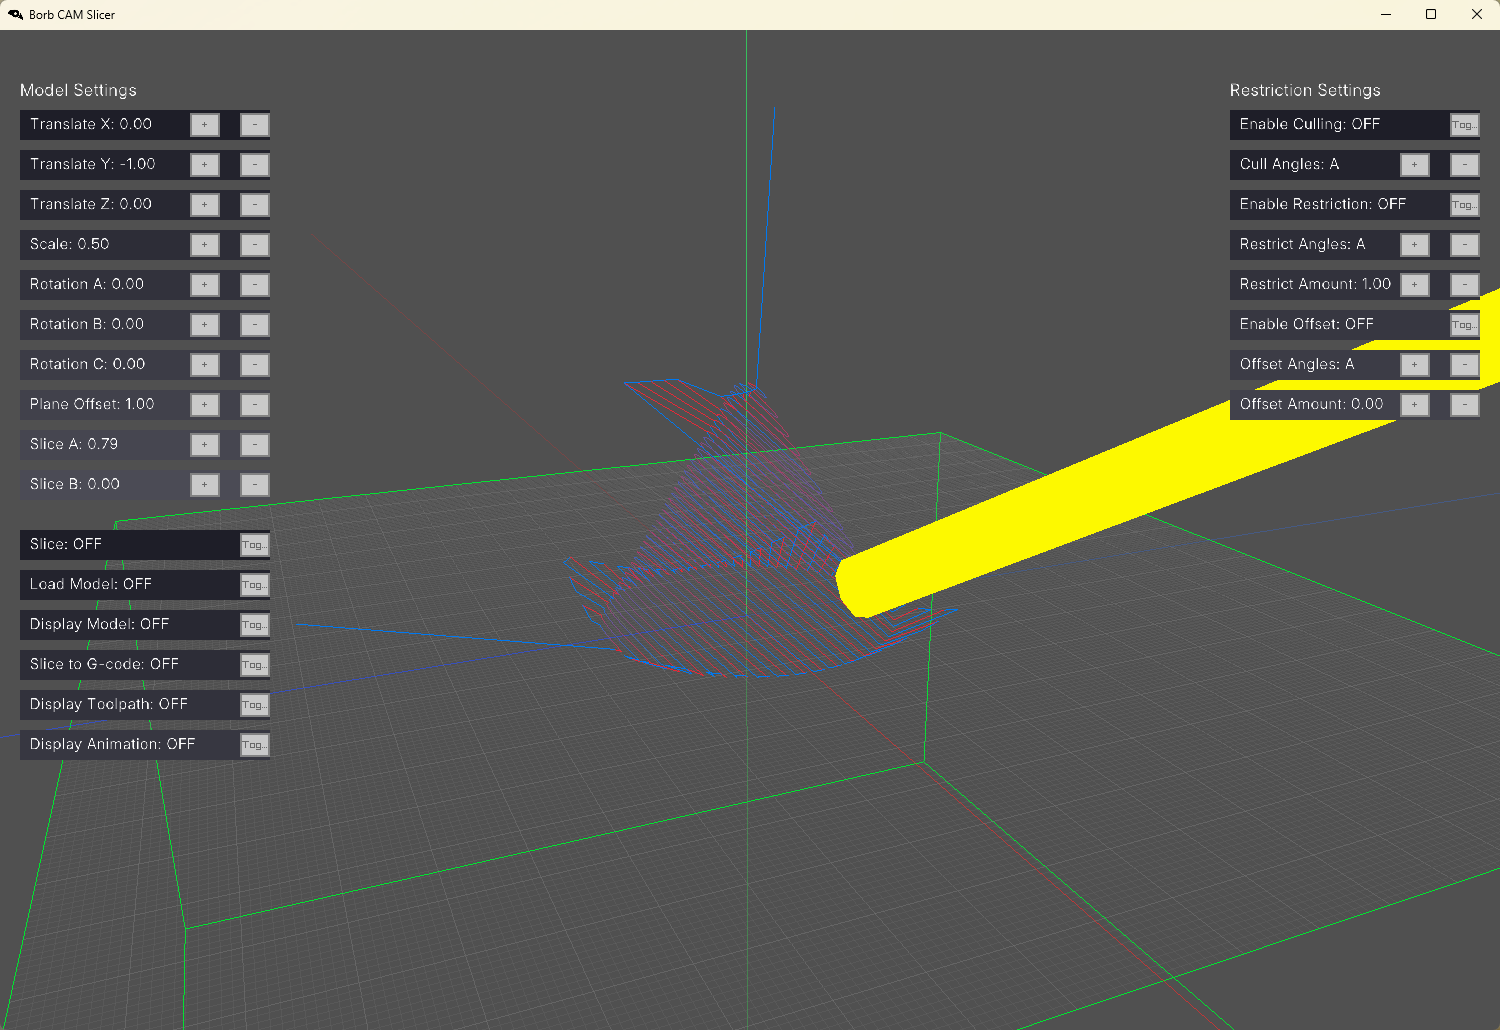 Borb CAM Slicer
Model Settings
Translate X: 0.00 + -
Translate Y: -1.00 + -
Translate Z: 0.00 + -
Scale: 0.50 + -
Rotation A: 0.00 + -
Rotation B: 0.00 + -
Rotation C: 0.00 + -
Plane Offset: 1.00 + -
Slice A: 0.79 + -
Slice B: 0.00 + -
Slice: OFF Tog...
Load Model: OFF Tog...
Display Model: OFF Tog...
Slice to G-code: OFF Tog...
Display Toolpath: OFF Tog...
Display Animation: OFF Tog...
Restriction Settings
Enable Culling: OFF Tog...
Cull Angles: A + -
Enable Restriction: OFF Tog...
Restrict Angles: A + -
Restrict Amount: 1.00 + -
Enable Offset: OFF Tog...
Offset Angles: A + -
Offset Amount: 0.00 + -